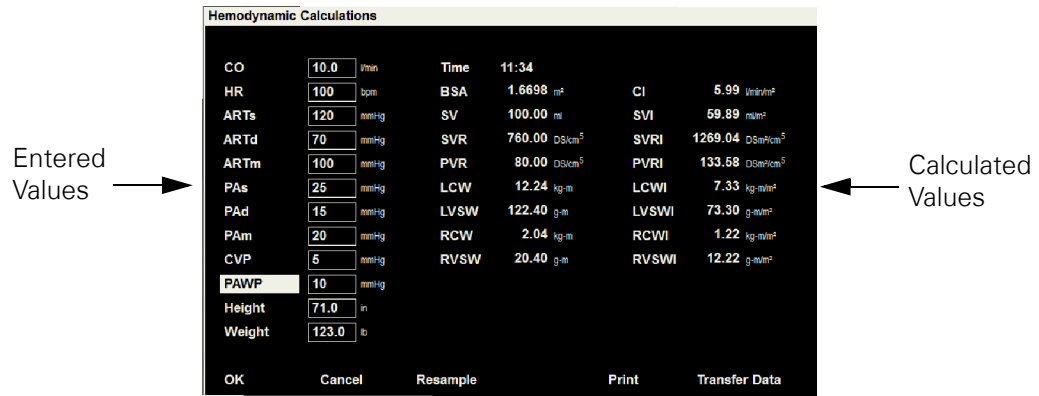 Hemodynamic Calculations
CO 10.0 l/min Time 11:34
HR 100 bpm BSA 1.6698 m² CI 5.99 l/min/m²
ARTs 120 mmHg SV 100.00 ml SVI 59.89 ml/m²
ARTd 70 mmHg SVR 760.00 DS/cm⁵ SVRI 1269.04 DSm²/cm⁵
ARTm 100 mmHg PVR 80.00 DS/cm⁵ PVRI 133.58 DSm²/cm⁵
PAs 25 mmHg LCW 12.24 kg-m LCWI 7.33 kg-m/m²
PAd 15 mmHg LVSW 122.40 g-m LVSWI 73.30 g-m/m²
PAm 20 mmHg RCW 2.04 kg-m RCWI 1.22 kg-m/m²
CVP 5 mmHg RVSW 20.40 g-m RVSWI 12.22 g-m/m²
PAWP 10 mmHg
Height 71.0 in
Weight 123.0 lb
OK Cancel Resample Print Transfer Data
Entered
Values
Calculated
Values